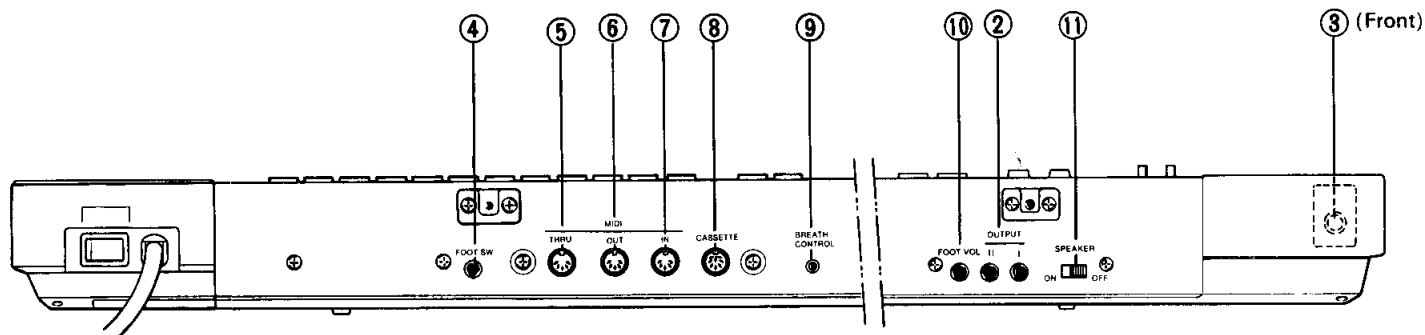 ④ ⑤ ⑥ ⑦ ⑧ ⑨ ⑩ ② ⑪ ③ (Front)
MIDI
FOOT SW THRU OUT IN CASSETTE
BREATH
CONTROL
OUTPUT
FOOT VOL II I
SPEAKER
ON OFF